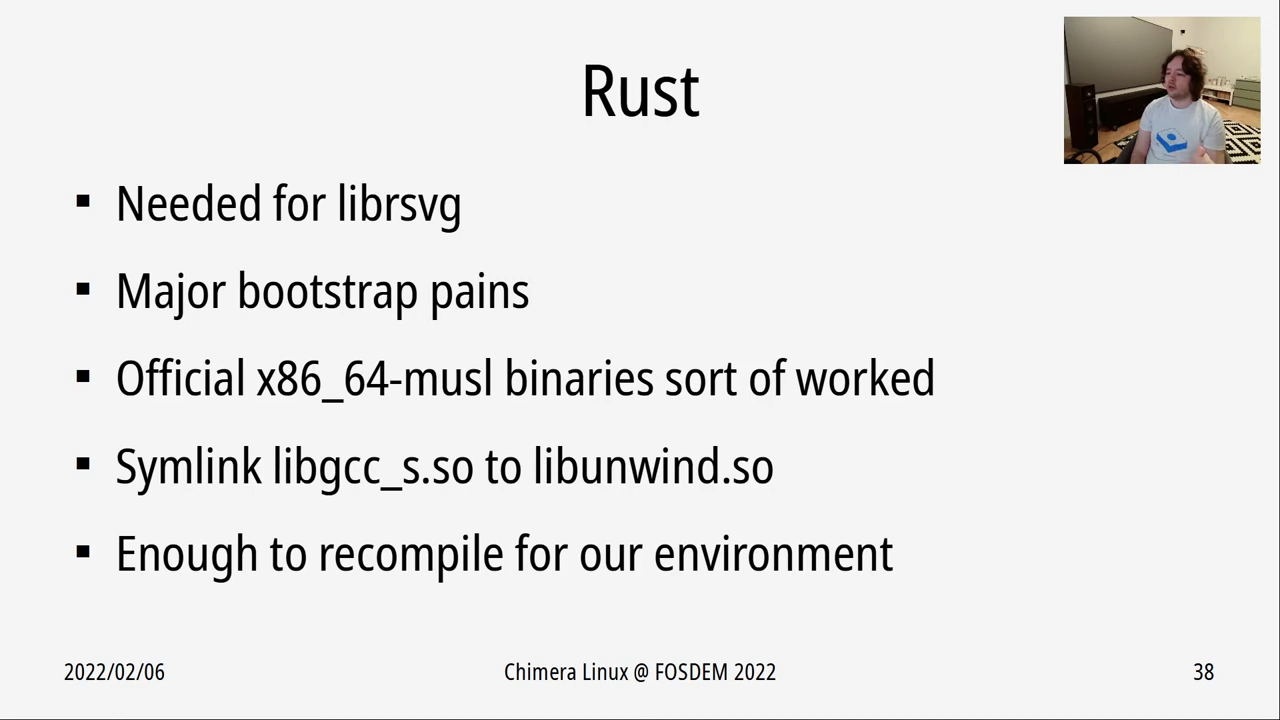 Rust
▪ Needed for librsvg
▪ Major bootstrap pains
▪ Official x86_64-musl binaries sort of worked
▪ Symlink libgcc_s.so to libunwind.so
▪ Enough to recompile for our environment
2022/02/06
Chimera Linux @ FOSDEM 2022
38